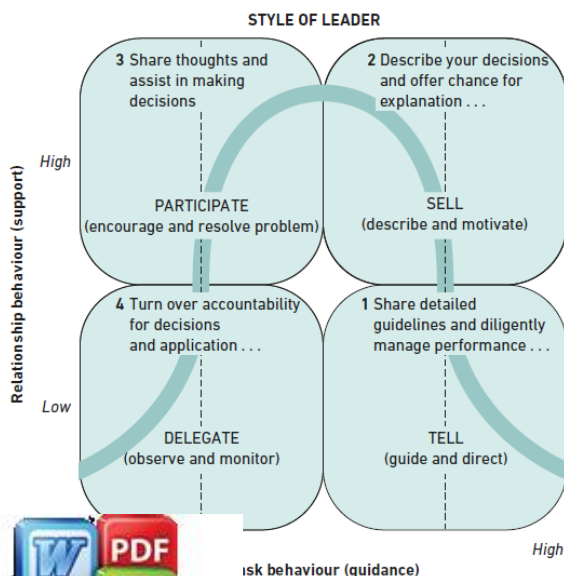 STYLE OF LEADER
3 Share thoughts and
assist in making
decisions
2 Describe your decisions
and offer chance for
explanation . . .
High
PARTICIPATE
(encourage and resolve problem)
SELL
(describe and motivate)
Relationship behaviour (support)
4 Turn over accountability
for decisions
and application . . .
1 Share detailed
guidelines and diligently
manage performance . . .
Low
DELEGATE
(observe and monitor)
TELL
(guide and direct)
W
PDF
High
behaviour (guidance)